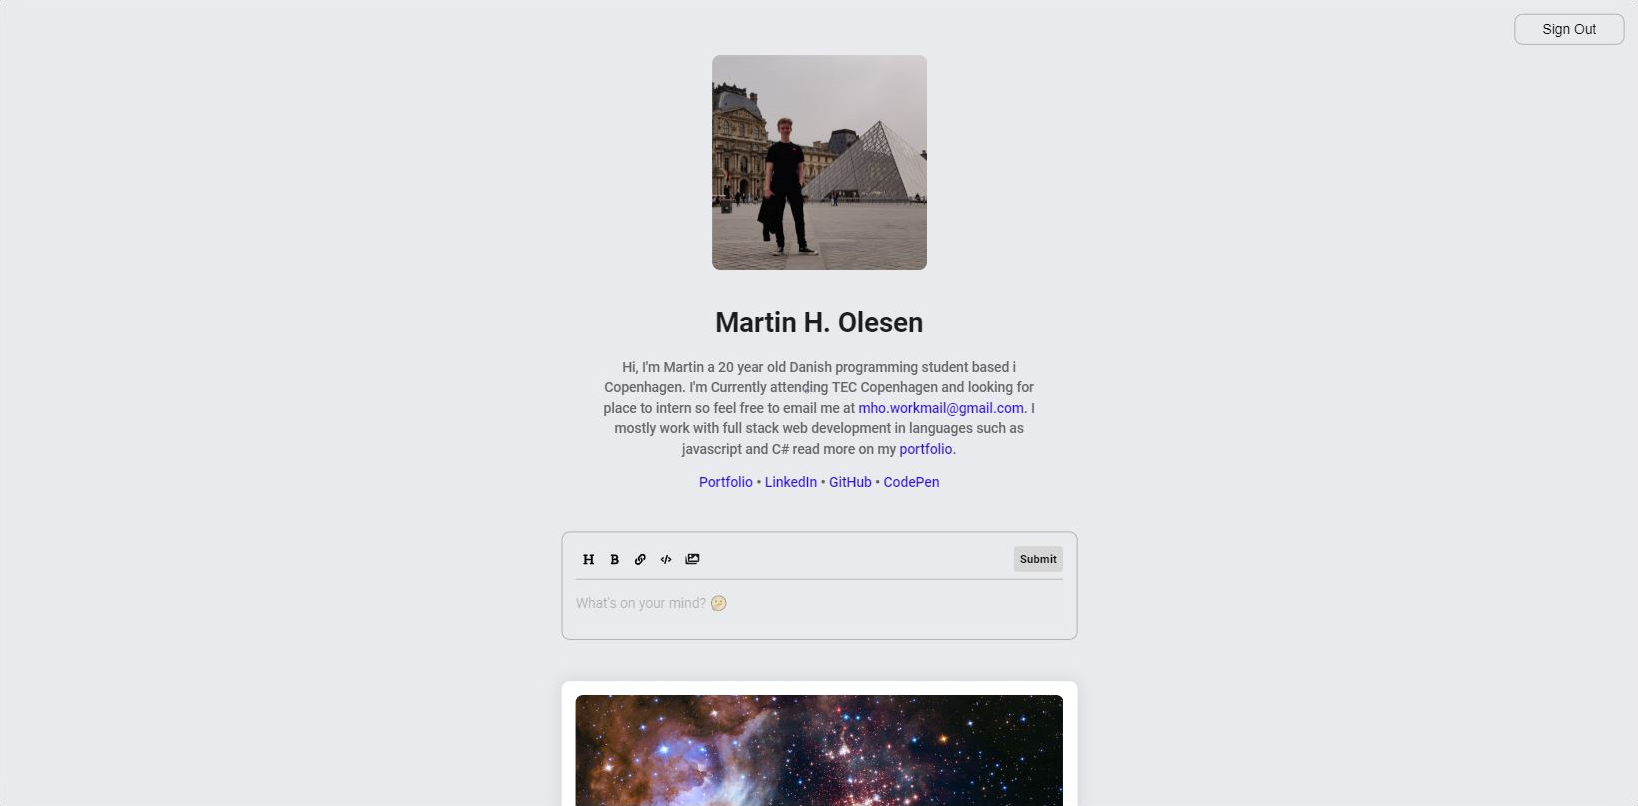 Sign Out
Martin H. Olesen
Hi, I'm Martin a 20 year old Danish programming student based i
Copenhagen. I'm Currently attending TEC Copenhagen and looking for
place to intern so feel free to email me at mho.workmail@gmail.com. I
mostly work with full stack web development in languages such as
javascript and C# read more on my portfolio.
Portfolio • LinkedIn • GitHub • CodePen
H B </> Submit
What's on your mind? 🤔